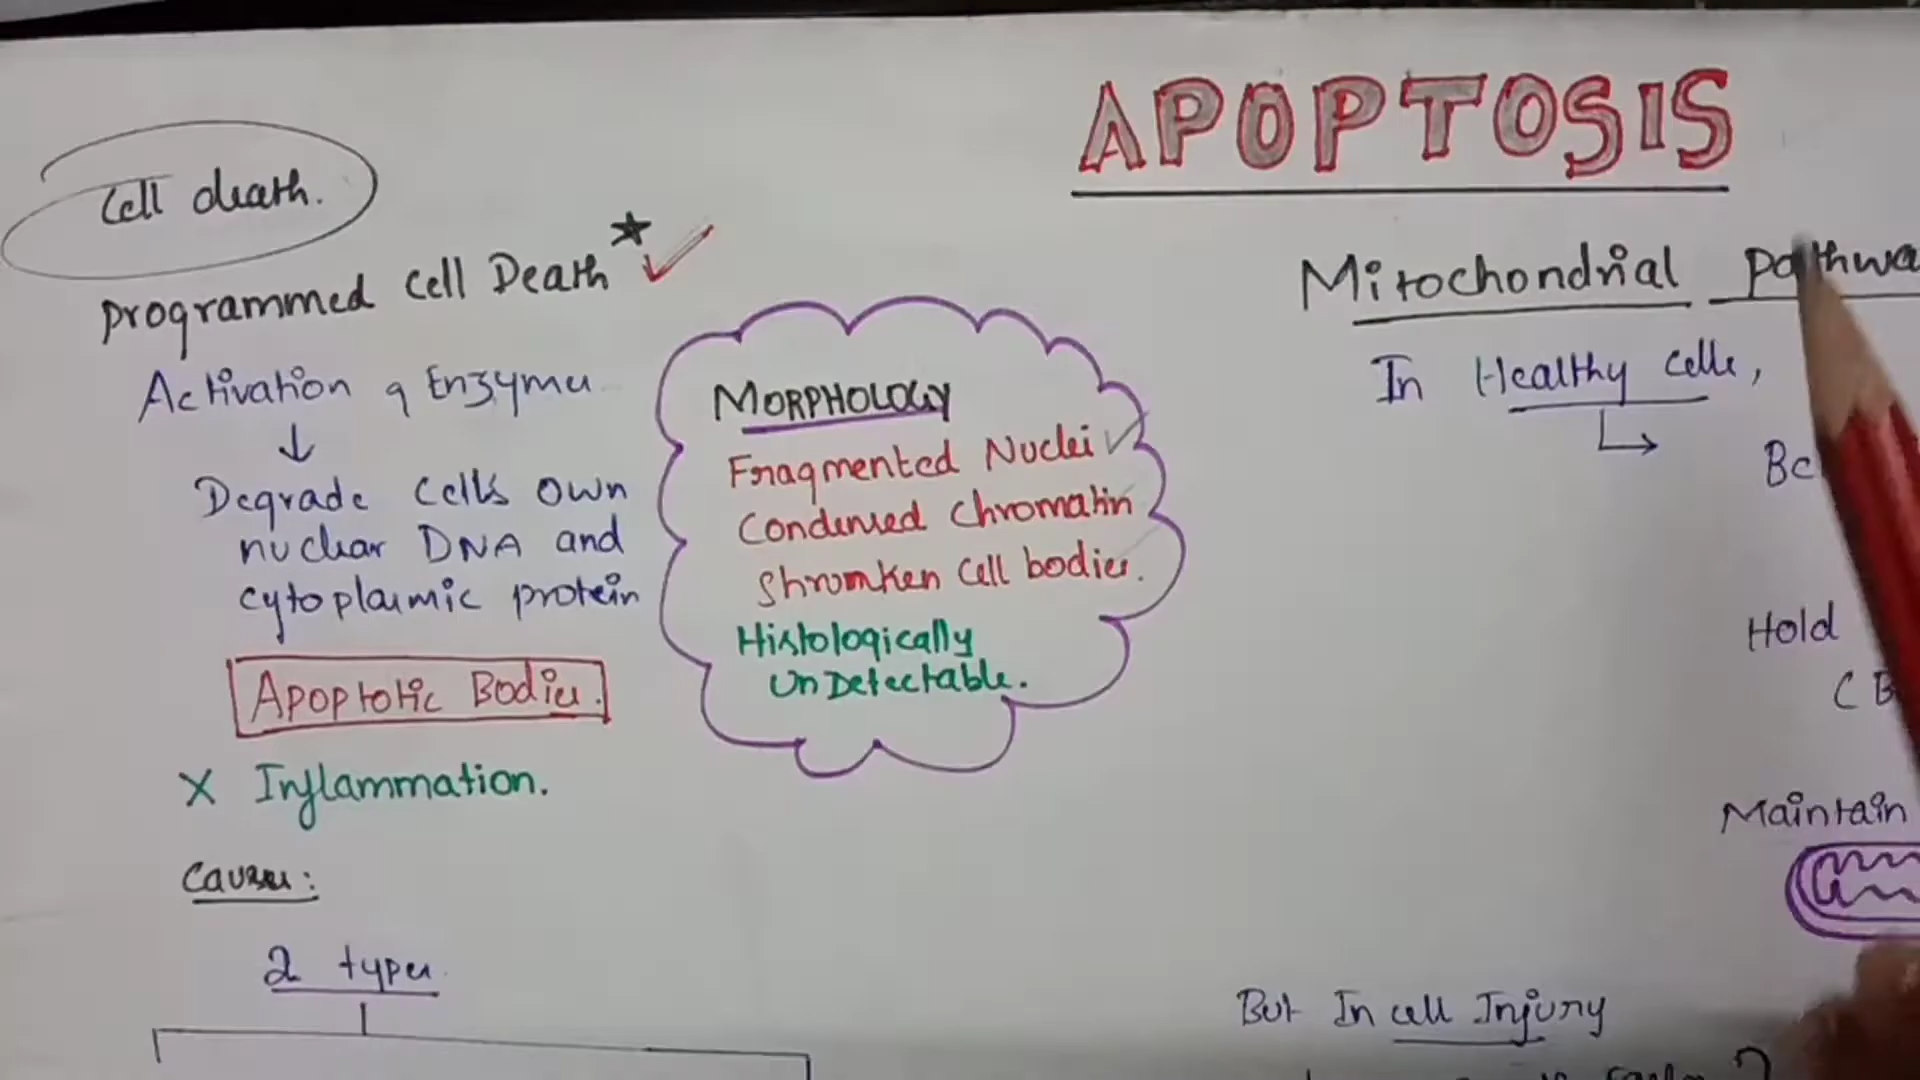 APOPTOSIS
Cell death.
Programmed Cell Death
Activation of Enzymes
Degrade Cells own
nuclear DNA and
cytoplasmic protein
Apoptotic Bodies.
X Inflammation.
Causes:
2 types
MORPHOLOGY
Fragmented Nuclei
Condensed Chromatin
Shrunken Cell bodies.
Histologically
UnDetectable.
Mitochondrial Pathwa
In Healthy cells,
Bc
Hold
( B
Maintain
But In cell Injury